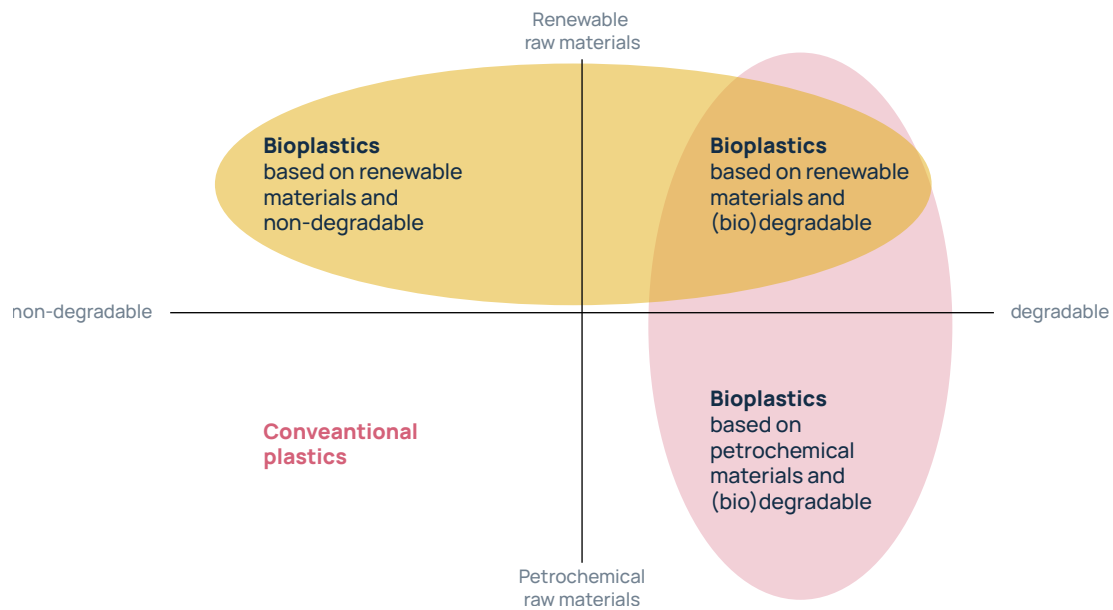 Renewable
raw materials
Bioplastics
based on renewable
materials and
non-degradable
Bioplastics
based on renewable
materials and
(bio)degradable
non-degradable
degradable
Conveantional
plastics
Bioplastics
based on
petrochemical
materials and
(bio)degradable
Petrochemical
raw materials